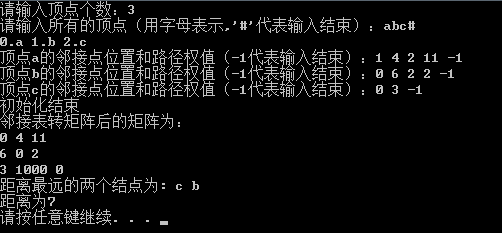 请输入顶点个数：3
请输入所有的顶点（用字母表示,'#'代表输入结束）：abc#
0.a 1.b 2.c
顶点a的邻接点位置和路径权值（-1代表输入结束）：1 4 2 11 -1
顶点b的邻接点位置和路径权值（-1代表输入结束）：0 6 2 2 -1
顶点c的邻接点位置和路径权值（-1代表输入结束）：0 3 -1
初始化结束
邻接表转矩阵后的矩阵为：
0 4 11
6 0 2
3 1000 0
距离最远的两个结点为：c b
距离为7
请按任意键继续. . .